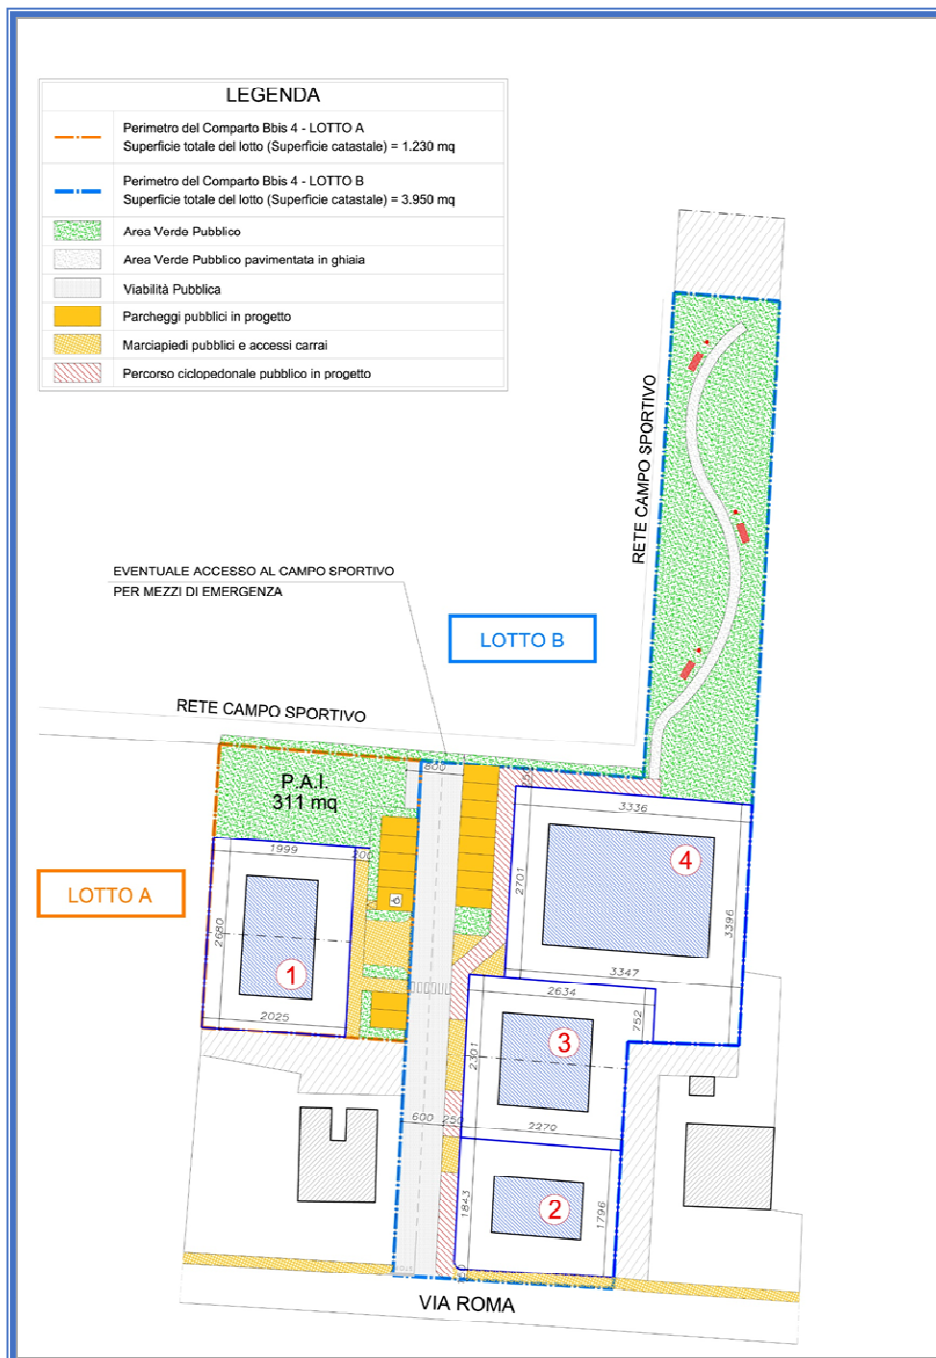 LEGENDA
Perimetro del Comparto Bbis 4 - LOTTO A
Superficie totale del lotto (Superficie catastale) = 1.230 mq
Perimetro del Comparto Bbis 4 - LOTTO B
Superficie totale del lotto (Superficie catastale) = 3.950 mq
Area Verde Pubblico
Area Verde Pubblico pavimentata in ghiaia
Viabilità Pubblica
Parcheggi pubblici in progetto
Marciapiedi pubblici e accessi carrai
Percorso ciclopedonale pubblico in progetto
RETE CAMPO SPORTIVO
EVENTUALE ACCESSO AL CAMPO SPORTIVO
PER MEZZI DI EMERGENZA
LOTTO B
RETE CAMPO SPORTIVO
P.A.I.
311 mq
800
3336
1999
200
4
2701
LOTTO A
2680
3396
1
3347
2634
2025
752
3
2301
600
250
2279
2
1843
1796
VIA ROMA